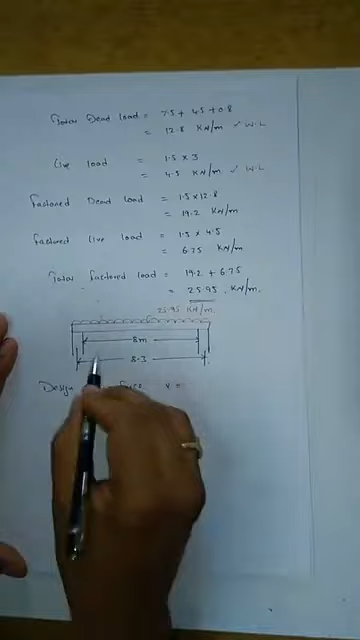 Total Dead load = 7.5 + 4.5 + 0.8
= 12.8 KN/m ✓ W.L
Live load = 1.5 x 3
= 4.5 KN/m ✓ W.L
Factored Dead load = 1.5 x 12.8
= 19.2 KN/m
Factored Live load = 1.5 x 4.5
= 6.75 KN/m
Total Factored load = 19.2 + 6.75
= 25.95 KN/m.
25.95 KN/m.
8m
8.3
Design force V =